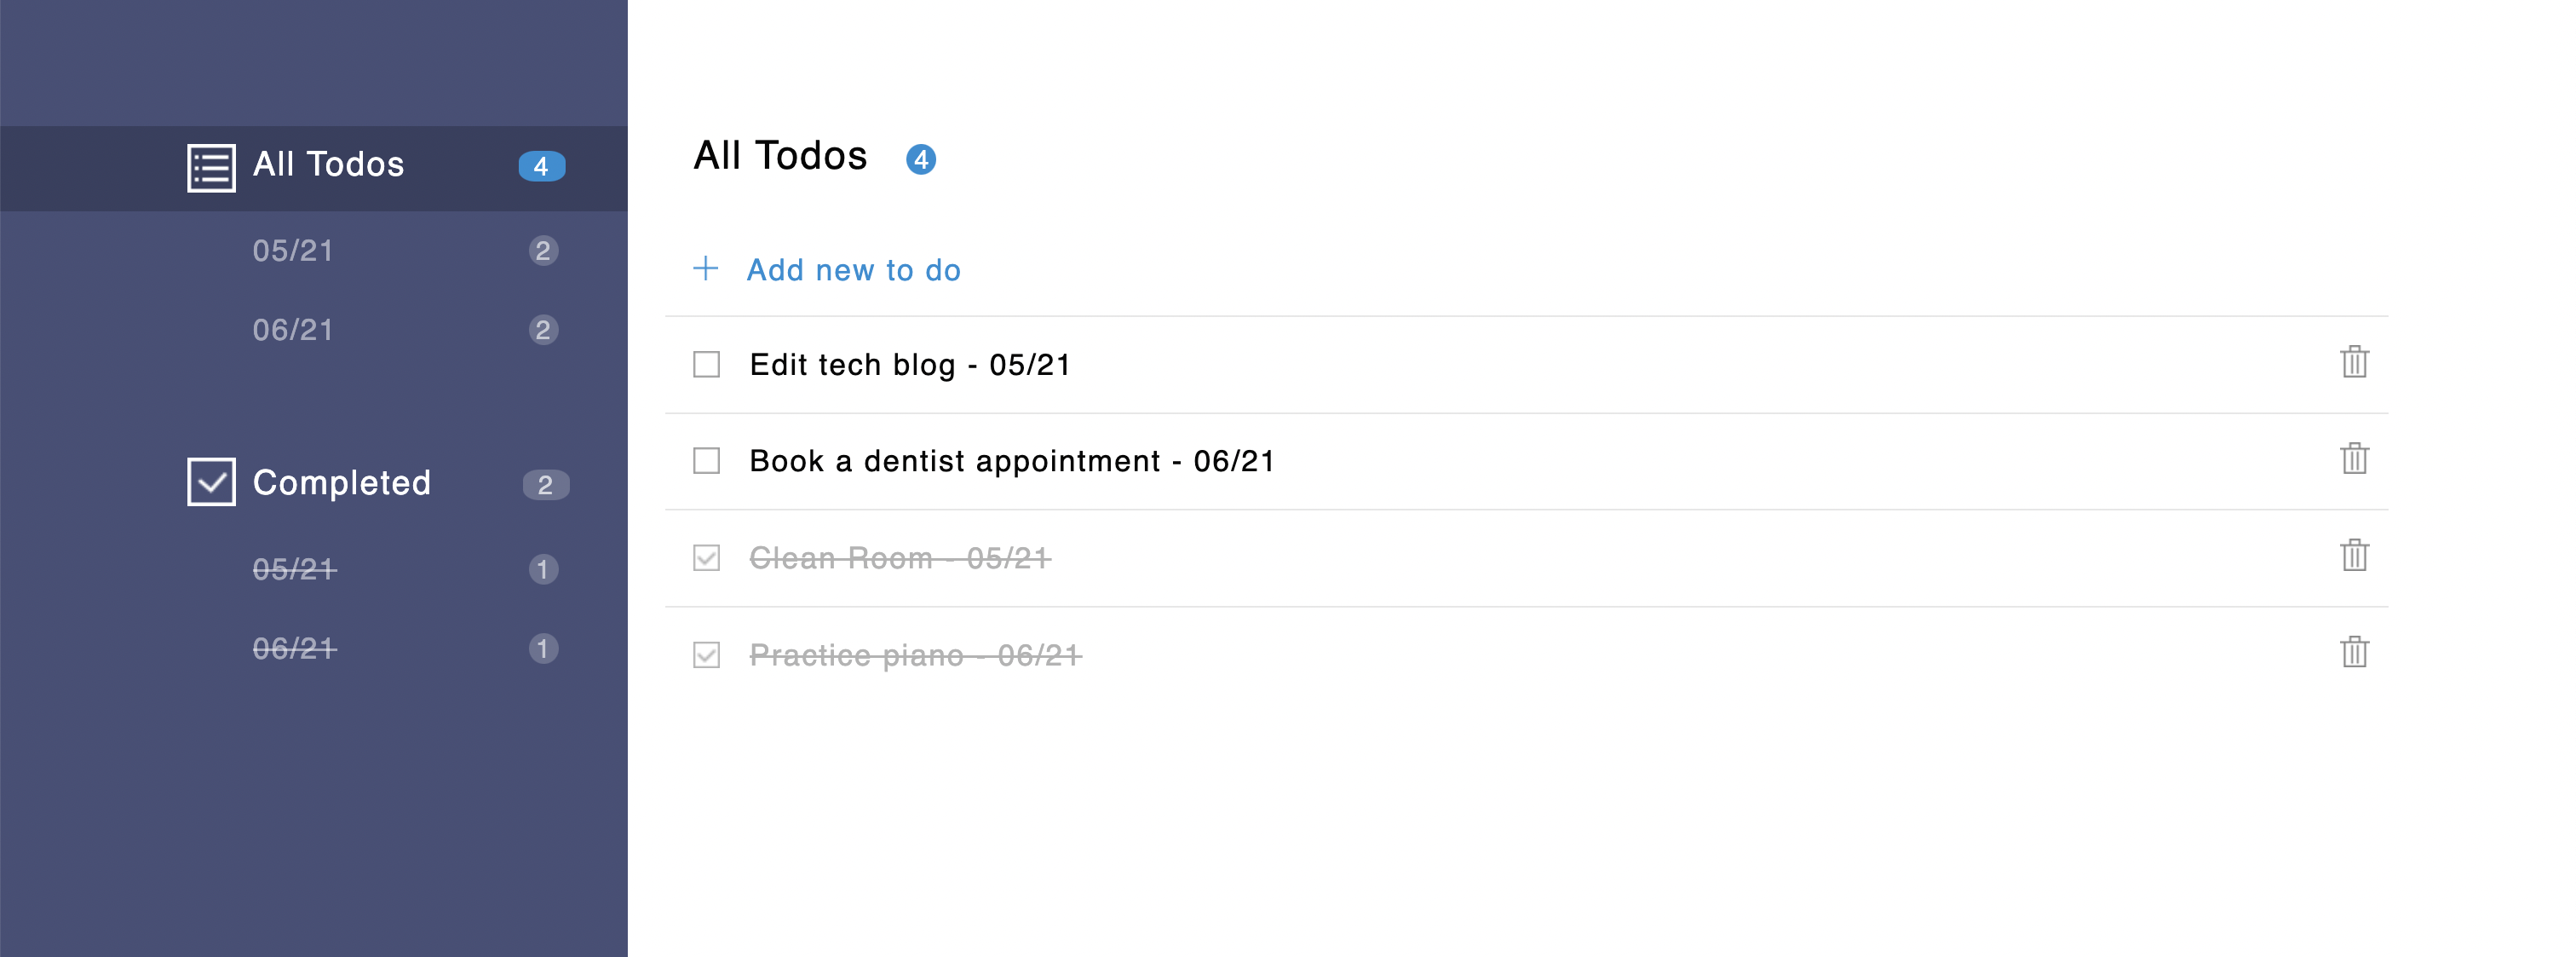 All Todos 4
05/21 2
06/21 2
Completed 2
05/21 1
06/21 1
All Todos 4
+ Add new to do
Edit tech blog - 05/21
Book a dentist appointment - 06/21
Clean Room - 05/21
Practice piano - 06/21